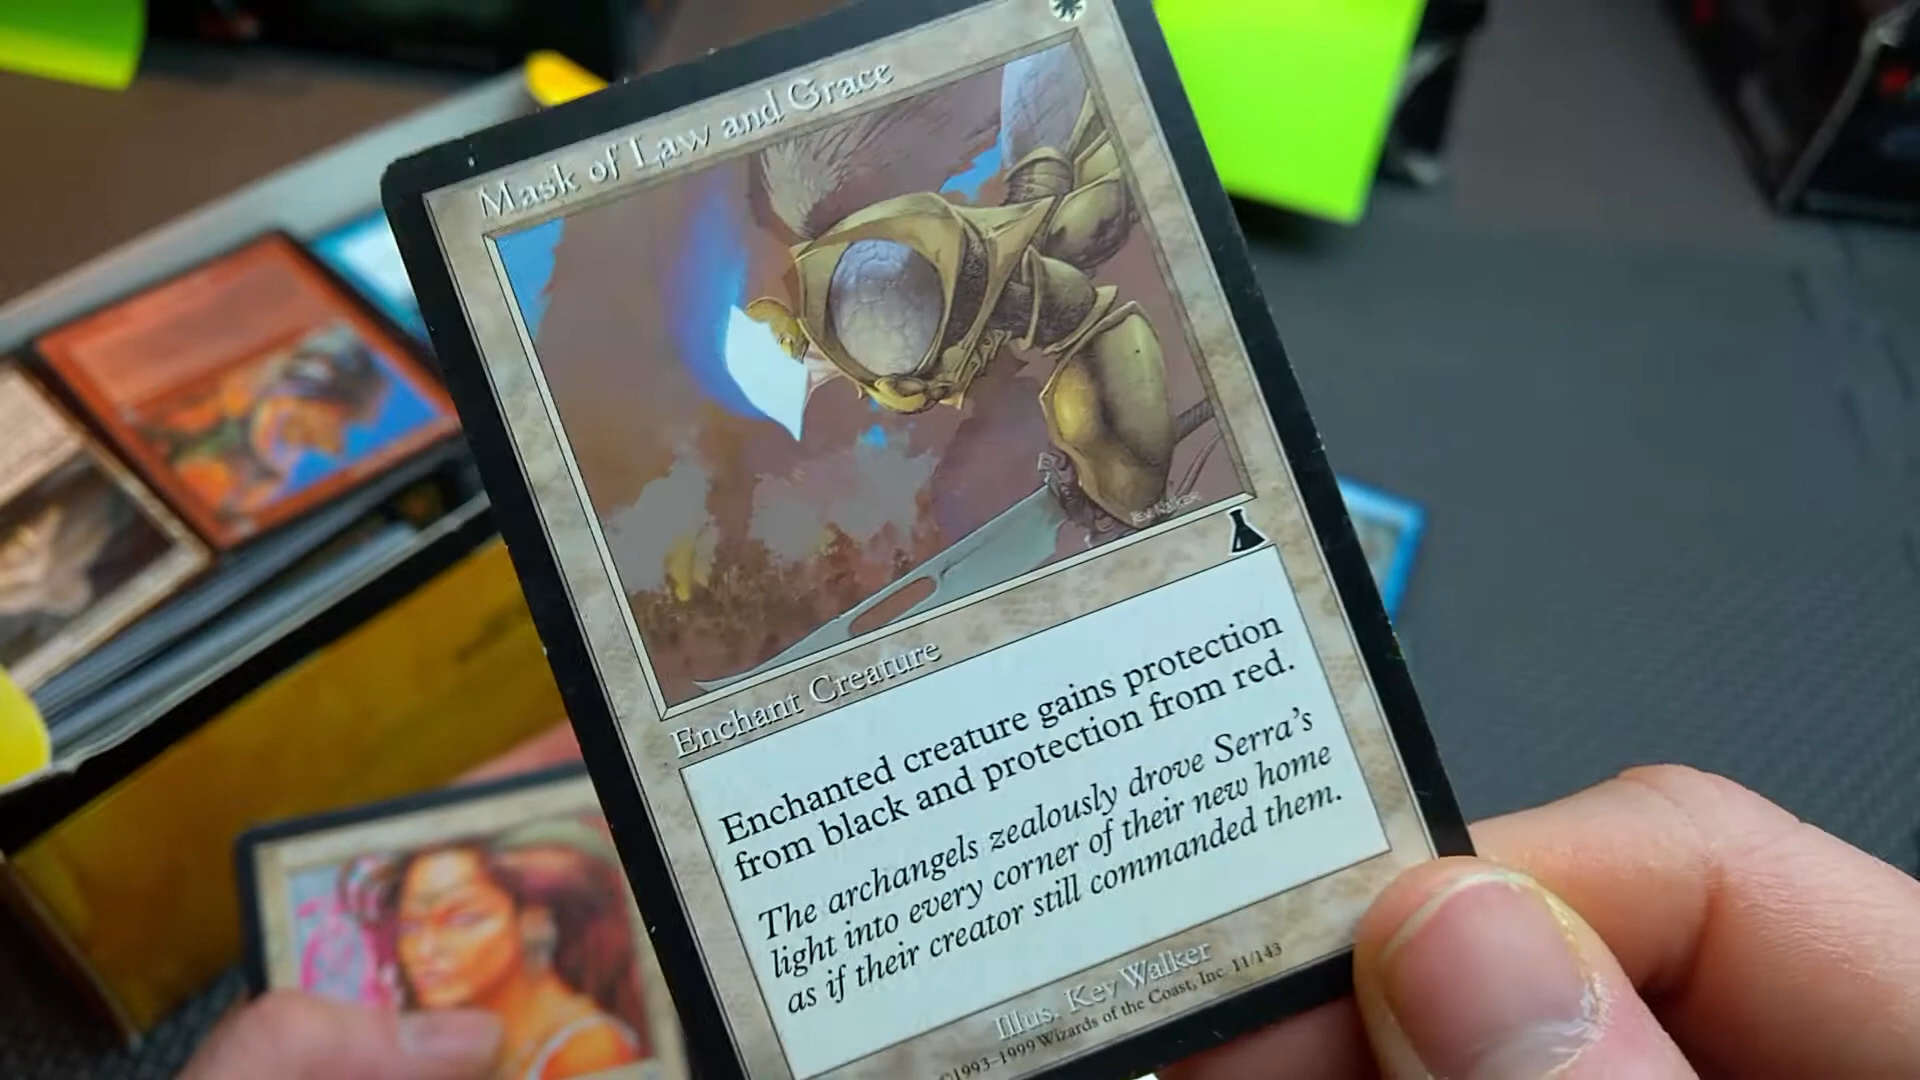 Mask of Law and Grace
Enchant Creature
Enchanted creature gains protection
from black and protection from red.
The archangels zealously drove Serra's
light into every corner of their new home
as if their creator still commanded them.
Illus. Kev Walker
©1993-1999 Wizards of the Coast, Inc. 11/143